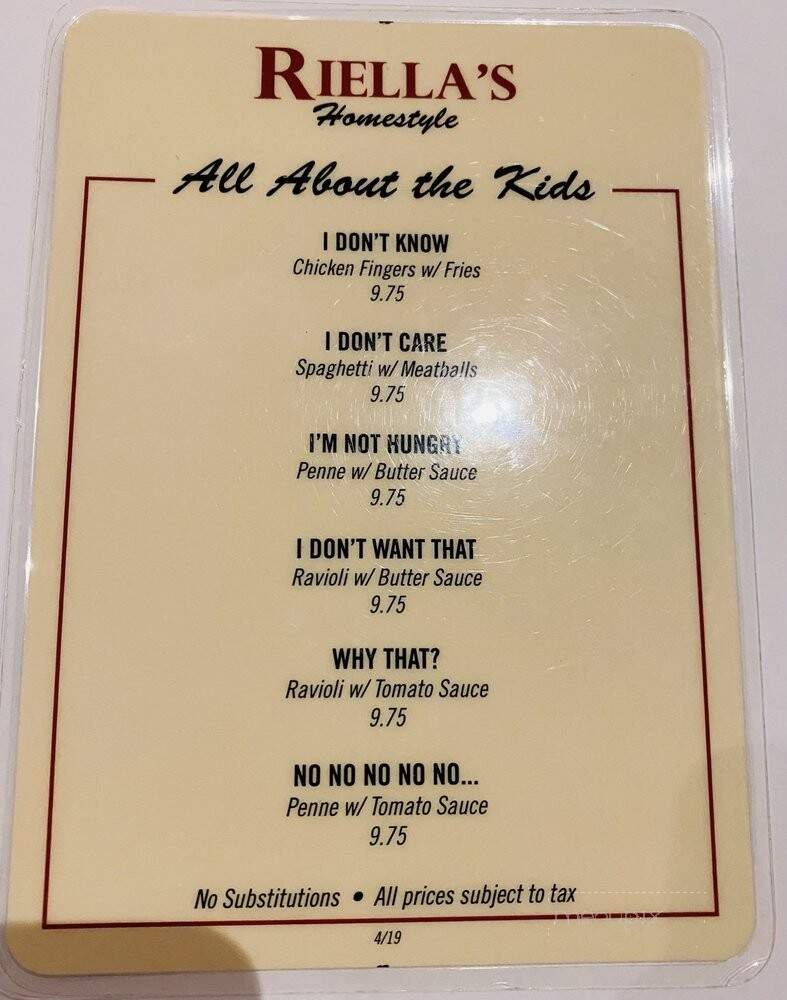 RIELLA'S
Homestyle
All About the Kids
I DON'T KNOW
Chicken Fingers w/ Fries
9.75
I DON'T CARE
Spaghetti w/ Meatballs
9.75
I'M NOT HUNGRY
Penne w/ Butter Sauce
9.75
I DON'T WANT THAT
Ravioli w/ Butter Sauce
9.75
WHY THAT?
Ravioli w/ Tomato Sauce
9.75
NO NO NO NO NO...
Penne w/ Tomato Sauce
9.75
No Substitutions • All prices subject to tax
4/19